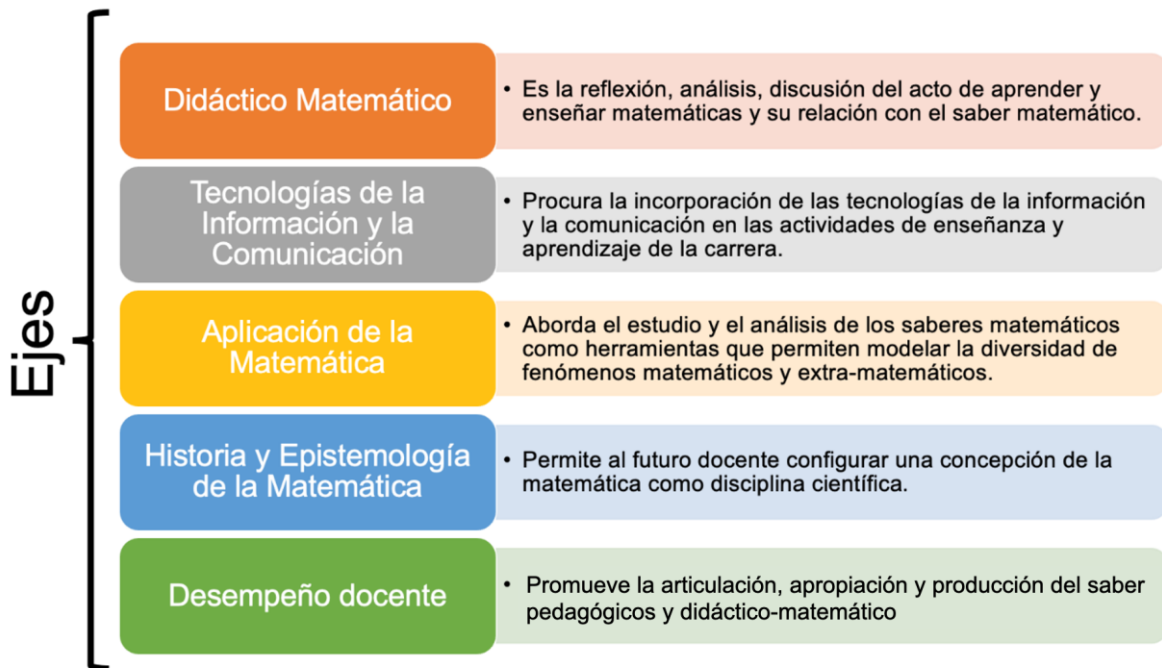 Ejes
Didáctico Matemático
• Es la reflexión, análisis, discusión del acto de aprender y
enseñar matemáticas y su relación con el saber matemático.
Tecnologías de la
Información y la
Comunicación
• Procura la incorporación de las tecnologías de la información
y la comunicación en las actividades de enseñanza y
aprendizaje de la carrera.
Aplicación de la
Matemática
• Aborda el estudio y el análisis de los saberes matemáticos
como herramientas que permiten modelar la diversidad de
fenómenos matemáticos y extra-matemáticos.
Historia y Epistemología
de la Matemática
• Permite al futuro docente configurar una concepción de la
matemática como disciplina científica.
Desempeño docente
• Promueve la articulación, apropiación y producción del saber
pedagógicos y didáctico-matemático